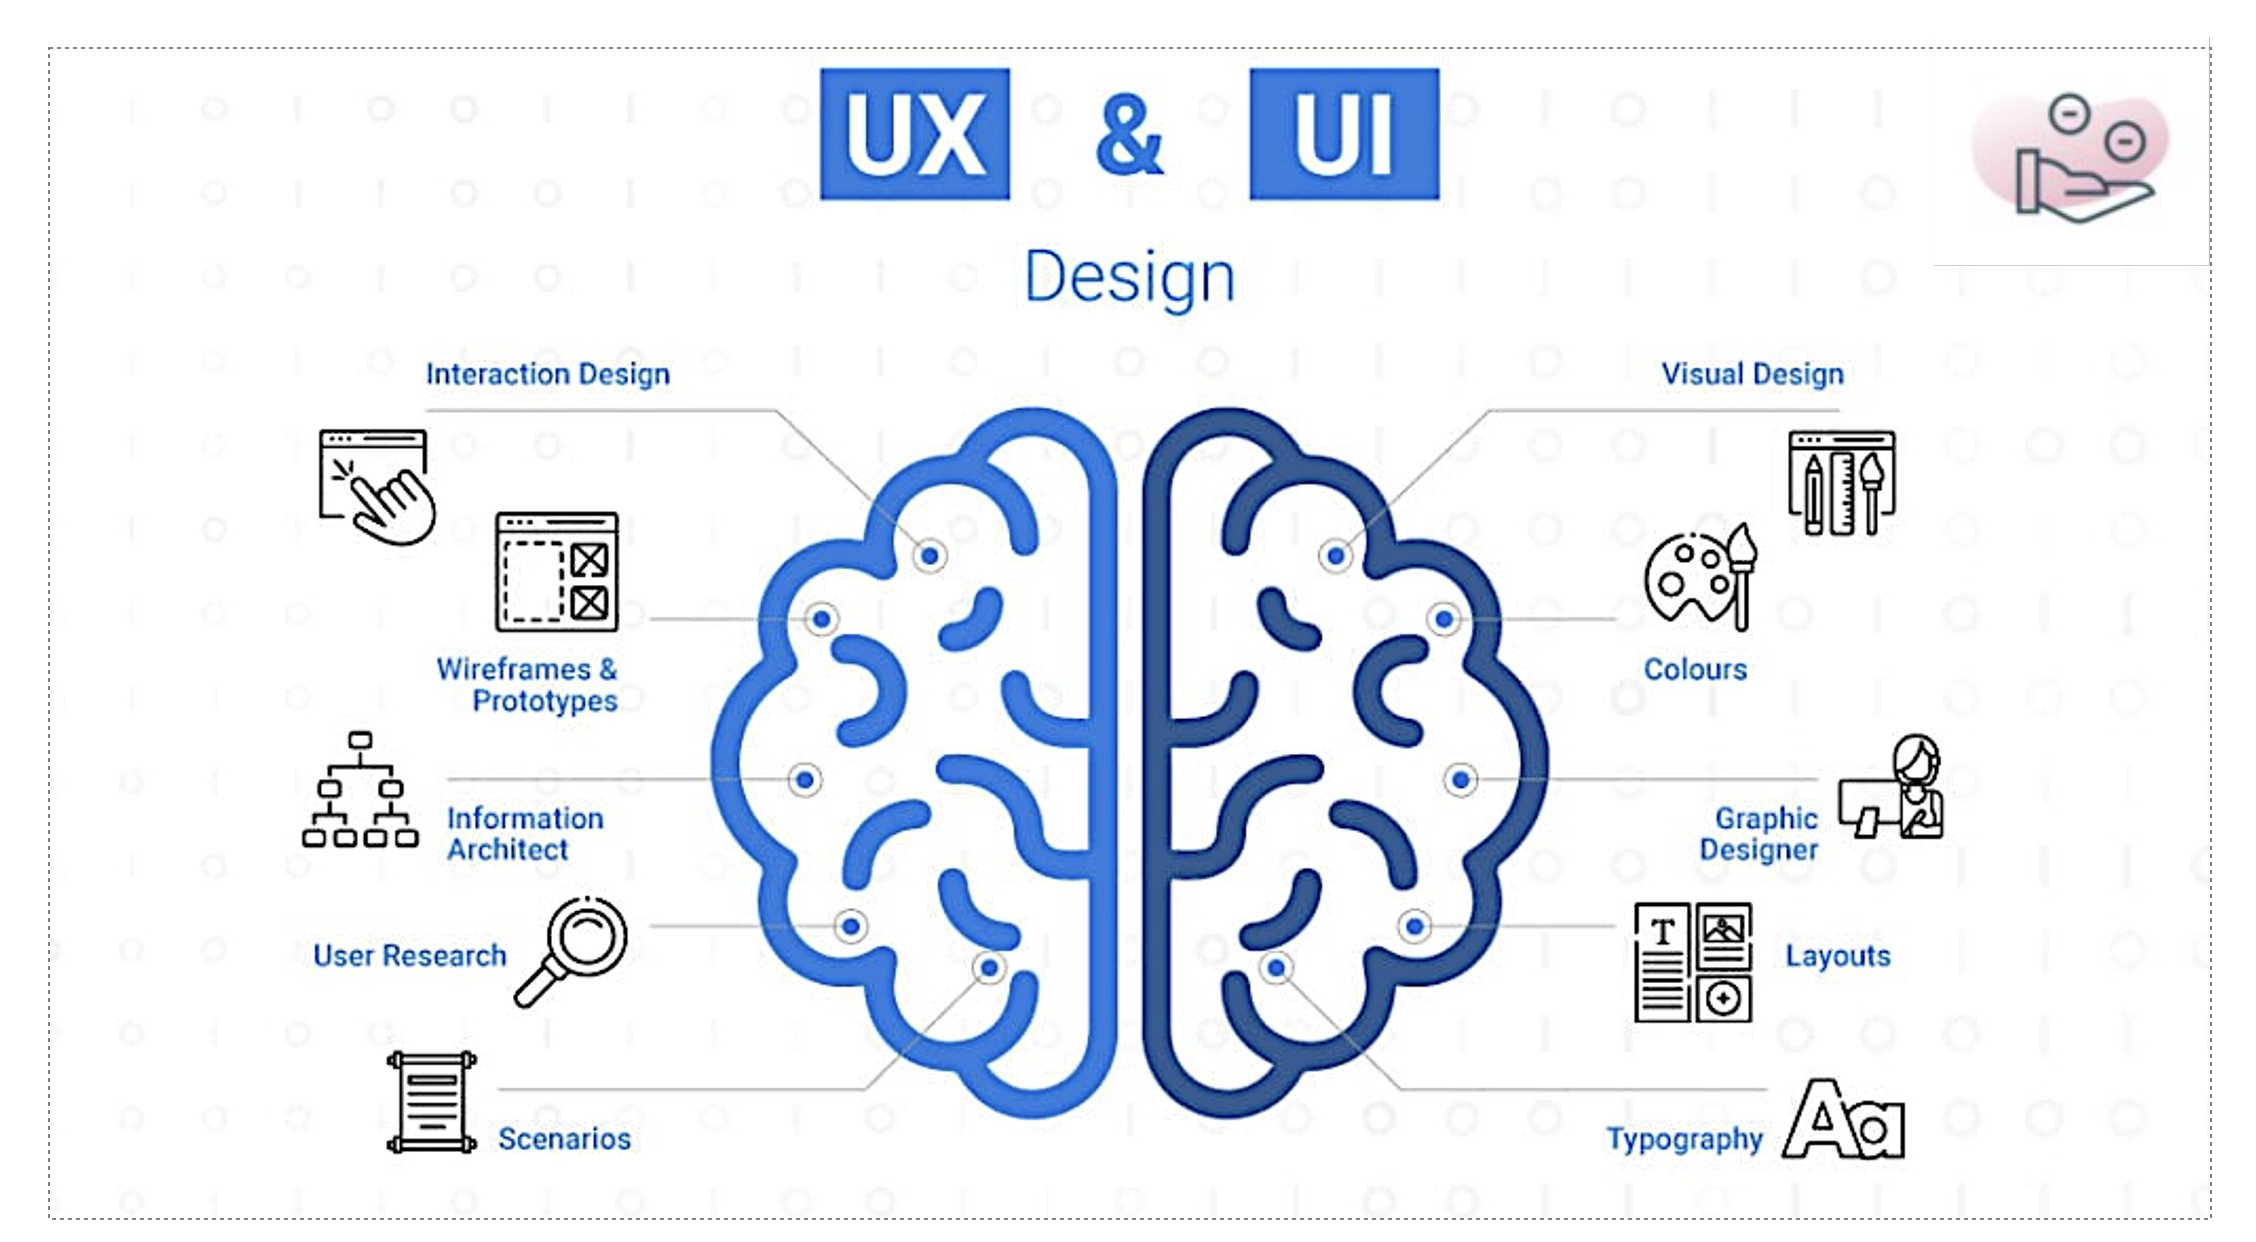 UX & UI
Design
Interaction Design
Visual Design
Wireframes &
Prototypes
Colours
Information
Architect
Graphic
Designer
User Research
T
Layouts
Scenarios
Typography
Aa